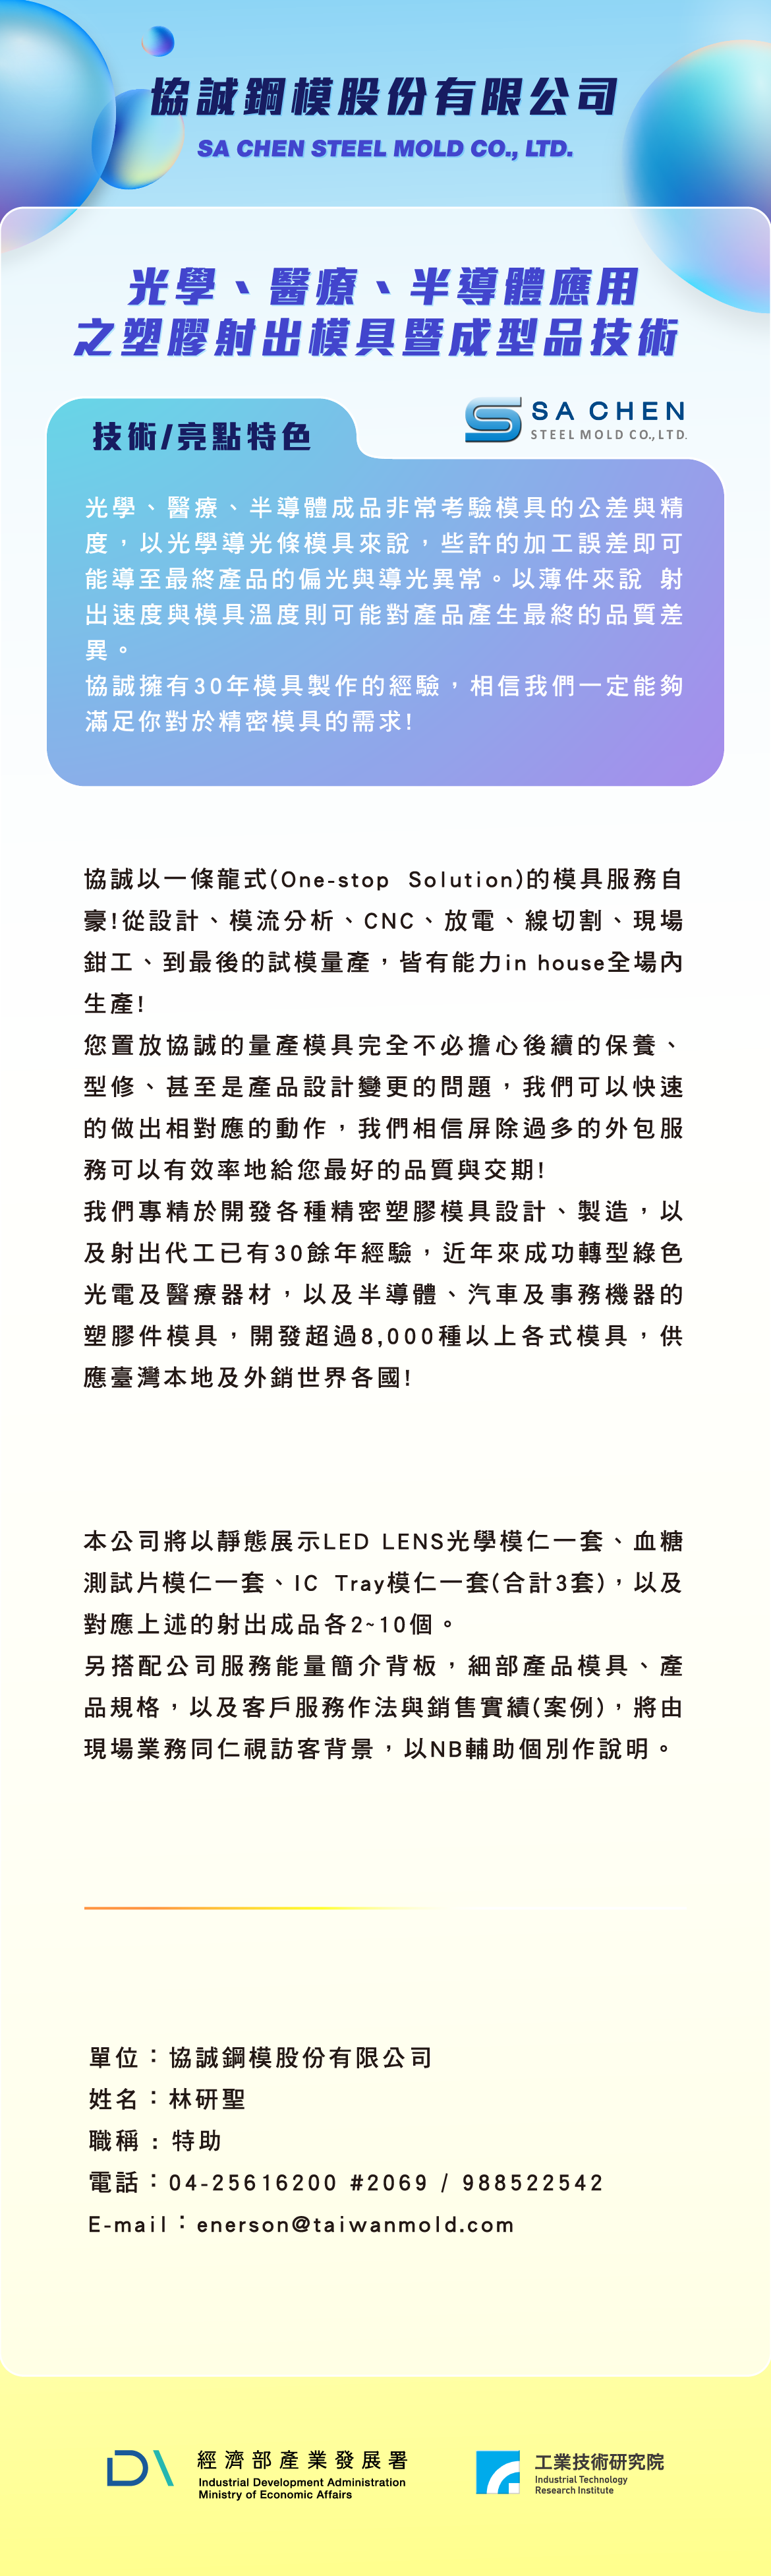 協誠鋼模股份有限公司
SA CHEN STEEL MOLD CO., LTD.
光學、醫療、半導體應用
之塑膠射出模具暨成型品技術
技術/亮點特色
SA CHEN
STEEL MOLD CO., LTD.
光學、醫療、半導體成品非常考驗模具的公差與精
度，以光學導光條模具來說，些許的加工誤差即可
能導至最終產品的偏光與導光異常。以薄件來說 射
出速度與模具溫度則可能對產品產生最終的品質差
異。
協誠擁有30年模具製作的經驗，相信我們一定能夠
滿足你對於精密模具的需求!
協誠以一條龍式(One-stop Solution)的模具服務自
豪!從設計、模流分析、CNC、放電、線切割、現場
鉗工、到最後的試模量產，皆有能力in house全場內
生產!
您置放協誠的量產模具完全不必擔心後續的保養、
型修、甚至是產品設計變更的問題，我們可以快速
的做出相對應的動作，我們相信屏除過多的外包服
務可以有效率地給您最好的品質與交期!
我們專精於開發各種精密塑膠模具設計、製造，以
及射出代工已有30餘年經驗，近年來成功轉型綠色
光電及醫療器材，以及半導體、汽車及事務機器的
塑膠件模具，開發超過8,000種以上各式模具，供
應臺灣本地及外銷世界各國!
本公司將以靜態展示LED LENS光學模仁一套、血糖
測試片模仁一套、IC Tray模仁一套(合計3套)，以及
對應上述的射出成品各2~10個。
另搭配公司服務能量簡介背板，細部產品模具、產
品規格，以及客戶服務作法與銷售實績(案例)，將由
現場業務同仁視訪客背景，以NB輔助個別作說明。
單位：協誠鋼模股份有限公司
姓名：林研聖
職稱：特助
電話：04-25616200 #2069 / 988522542
E-mail：enerson@taiwanmold.com
經濟部產業發展署
Industrial Development Administration
Ministry of Economic Affairs
工業技術研究院
Industrial Technology
Research Institute